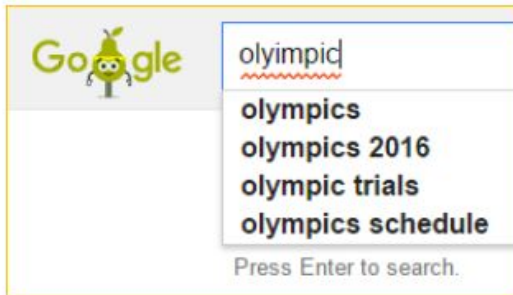 Google
olyimpic
olympics
olympics 2016
olympic trials
olympics schedule
Press Enter to search.